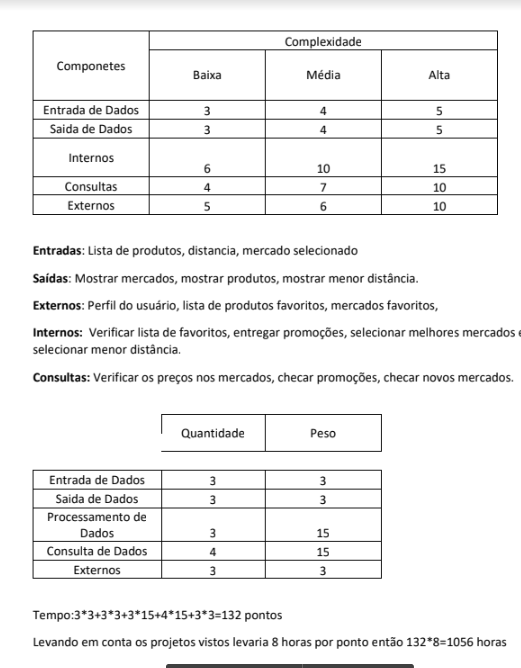 Componetes Complexidade
Baixa Média Alta
Entrada de Dados 3 4 5
Saida de Dados 3 4 5
Internos 6 10 15
Consultas 4 7 10
Externos 5 6 10
Entradas: Lista de produtos, distancia, mercado selecionado
Saídas: Mostrar mercados, mostrar produtos, mostrar menor distância.
Externos: Perfil do usuário, lista de produtos favoritos, mercados favoritos,
Internos: Verificar lista de favoritos, entregar promoções, selecionar melhores mercados e
selecionar menor distância.
Consultas: Verificar os preços nos mercados, checar promoções, checar novos mercados.
Quantidade Peso
Entrada de Dados 3 3
Saida de Dados 3 3
Processamento de
Dados 3 15
Consulta de Dados 4 15
Externos 3 3
Tempo:3*3+3*3+3*15+4*15+3*3=132 pontos
Levando em conta os projetos vistos levaria 8 horas por ponto então 132*8=1056 horas